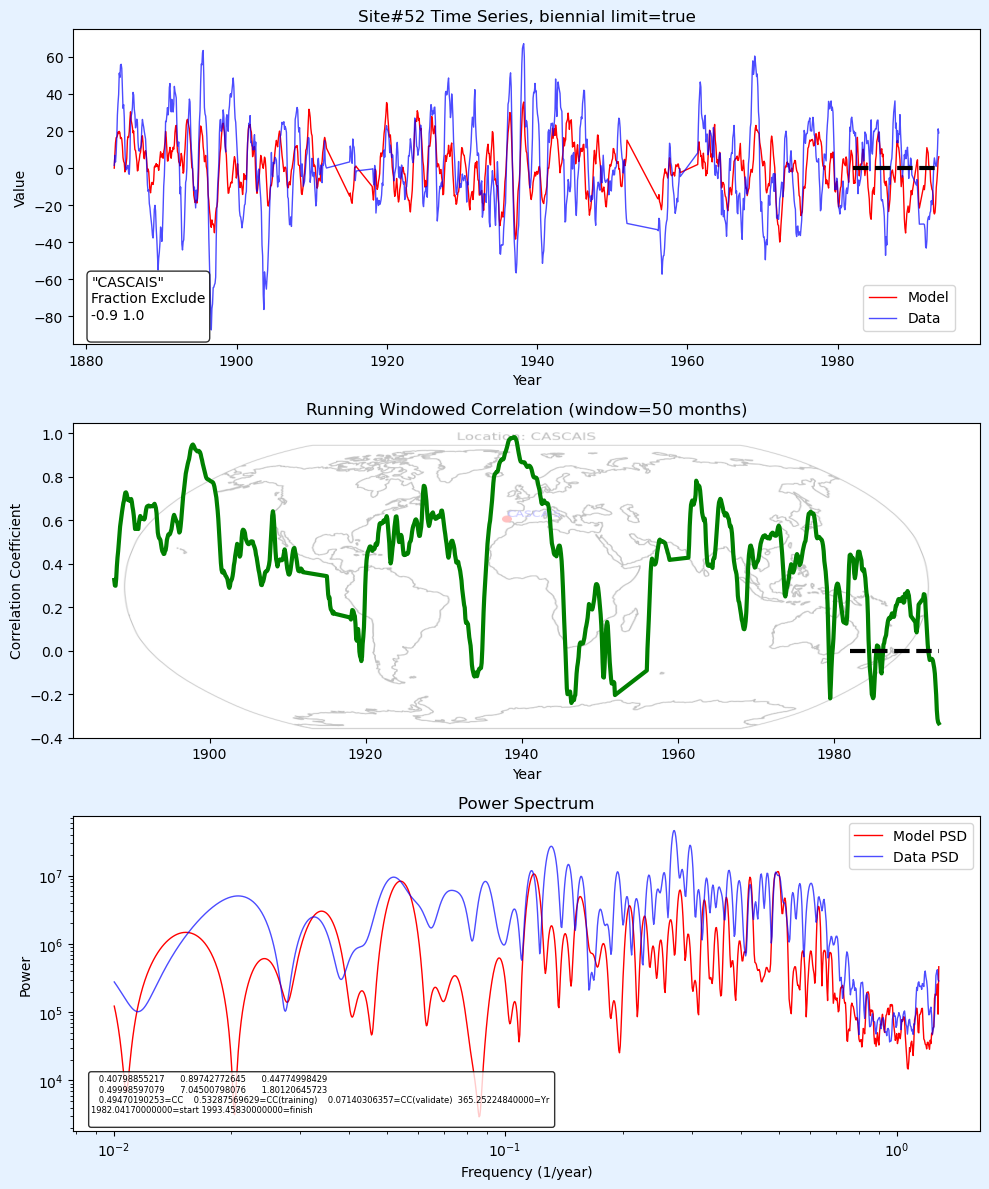 Site#52 Time Series, biennial limit=true
60
40
20
0
−20
−40
−60
−80
Value
"CASCAIS"
Fraction Exclude
-0.9 1.0
Model
Data
1880
1900
1920
1940
1960
1980
Year
Running Windowed Correlation (window=50 months)
Location: CASCAIS
CASCAIS
1.0
0.8
0.6
0.4
0.2
0.0
−0.2
−0.4
Correlation Coefficient
1900
1920
1940
1960
1980
Year
Power Spectrum
Model PSD
Data PSD
10⁷
10⁶
10⁵
10⁴
Power
0.40798855217 0.89742772645 0.44774998429
0.49998597079 7.04500798076 1.80120645723
0.49470190253=CC 0.53287569629=CC(training) 0.07140306357=CC(validate) 365.25224840000=Yr
1982.04170000000=start 1993.45830000000=finish
10⁻²
10⁻¹
10⁰
Frequency (1/year)